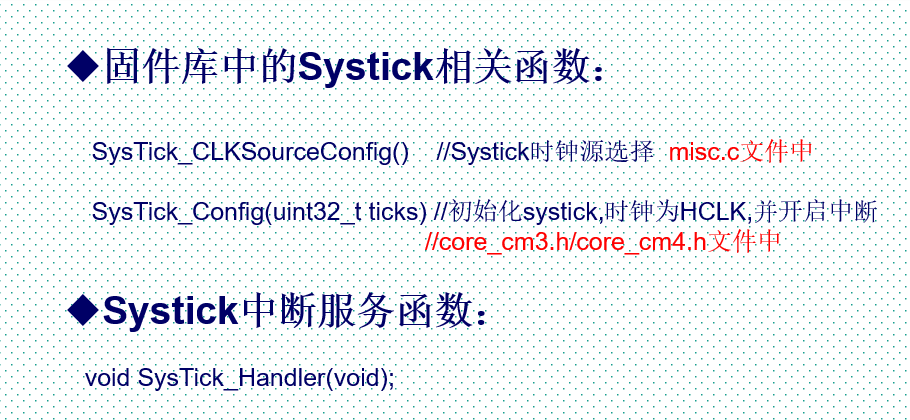 ◆固件库中的Systick相关函数:
SysTick_CLKSourceConfig() //Systick时钟源选择 misc.c文件中
SysTick_Config(uint32_t ticks) //初始化systick,时钟为HCLK,并开启中断
//core_cm3.h/core_cm4.h文件中
◆Systick中断服务函数:
void SysTick_Handler(void);